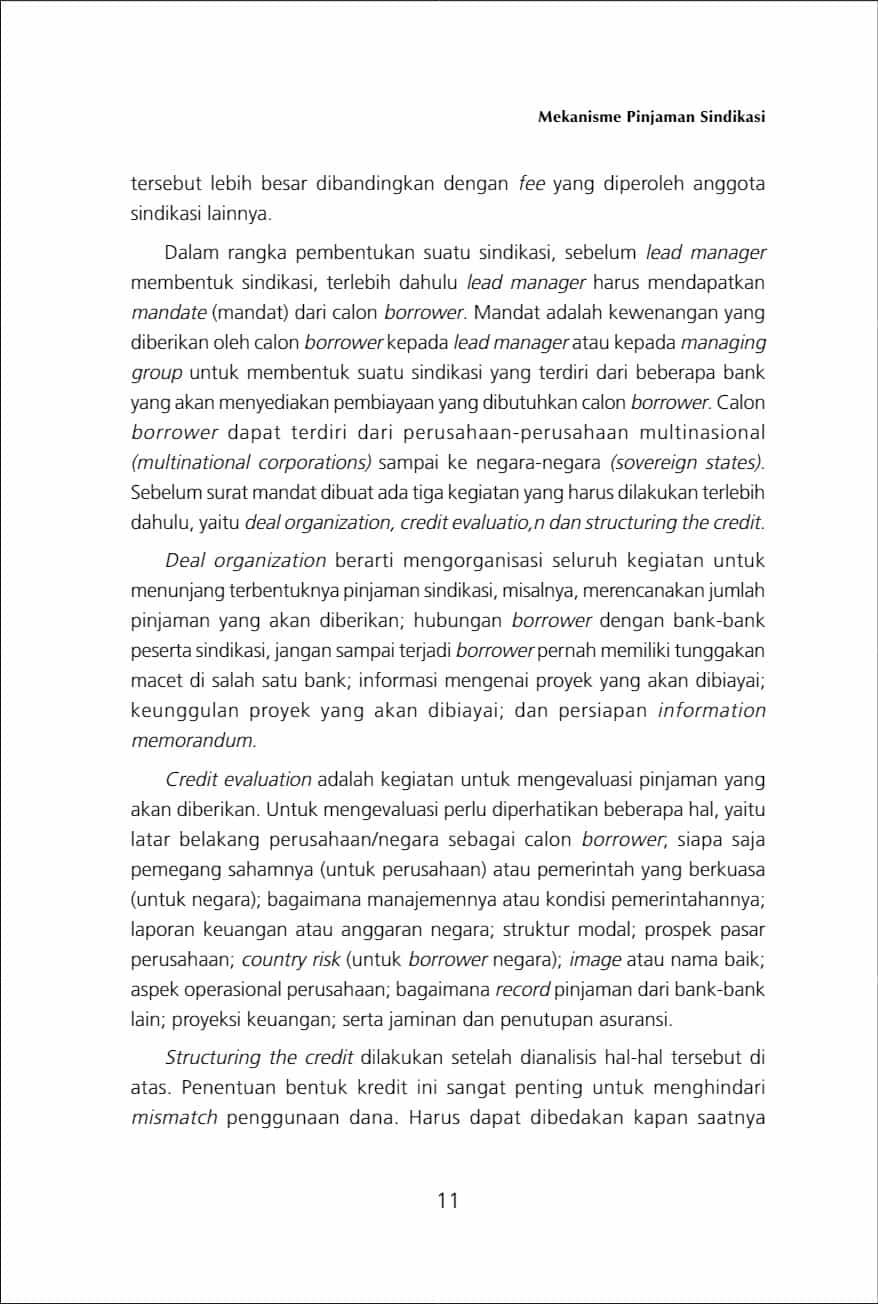 Mekanisme Pinjaman Sindikasi
tersebut lebih besar dibandingkan dengan fee yang diperoleh anggota
sindikasi lainnya.
Dalam rangka pembentukan suatu sindikasi, sebelum lead manager
membentuk sindikasi, terlebih dahulu lead manager harus mendapatkan
mandate (mandat) dari calon borrower. Mandat adalah kewenangan yang
diberikan oleh calon borrower kepada lead manager atau kepada managing
group untuk membentuk suatu sindikasi yang terdiri dari beberapa bank
yang akan menyediakan pembiayaan yang dibutuhkan calon borrower. Calon
borrower dapat terdiri dari perusahaan-perusahaan multinasional
(multinational corporations) sampai ke negara-negara (sovereign states).
Sebelum surat mandat dibuat ada tiga kegiatan yang harus dilakukan terlebih
dahulu, yaitu deal organization, credit evaluatio,n dan structuring the credit.
Deal organization berarti mengorganisasi seluruh kegiatan untuk
menunjang terbentuknya pinjaman sindikasi, misalnya, merencanakan jumlah
pinjaman yang akan diberikan; hubungan borrower dengan bank-bank
peserta sindikasi, jangan sampai terjadi borrower pernah memiliki tunggakan
macet di salah satu bank; informasi mengenai proyek yang akan dibiayai;
keunggulan proyek yang akan dibiayai; dan persiapan information
memorandum.
Credit evaluation adalah kegiatan untuk mengevaluasi pinjaman yang
akan diberikan. Untuk mengevaluasi perlu diperhatikan beberapa hal, yaitu
latar belakang perusahaan/negara sebagai calon borrower; siapa saja
pemegang sahamnya (untuk perusahaan) atau pemerintah yang berkuasa
(untuk negara); bagaimana manajemennya atau kondisi pemerintahannya;
laporan keuangan atau anggaran negara; struktur modal; prospek pasar
perusahaan; country risk (untuk borrower negara); image atau nama baik;
aspek operasional perusahaan; bagaimana record pinjaman dari bank-bank
lain; proyeksi keuangan; serta jaminan dan penutupan asuransi.
Structuring the credit dilakukan setelah dianalisis hal-hal tersebut di
atas. Penentuan bentuk kredit ini sangat penting untuk menghindari
mismatch penggunaan dana. Harus dapat dibedakan kapan saatnya
11